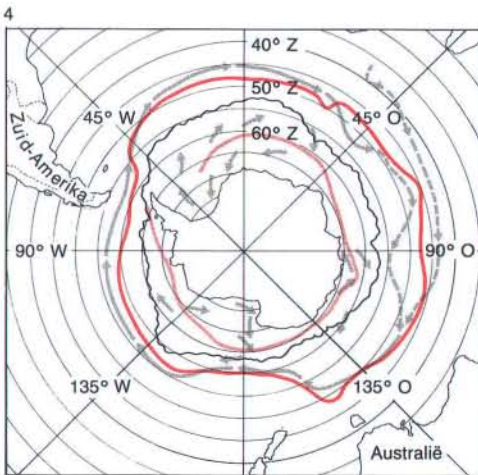 4
40° Z
50° Z
45° W
45° O
60° Z
Zuid-Amerika
90° W
90° O
135° W
135° O
Australië